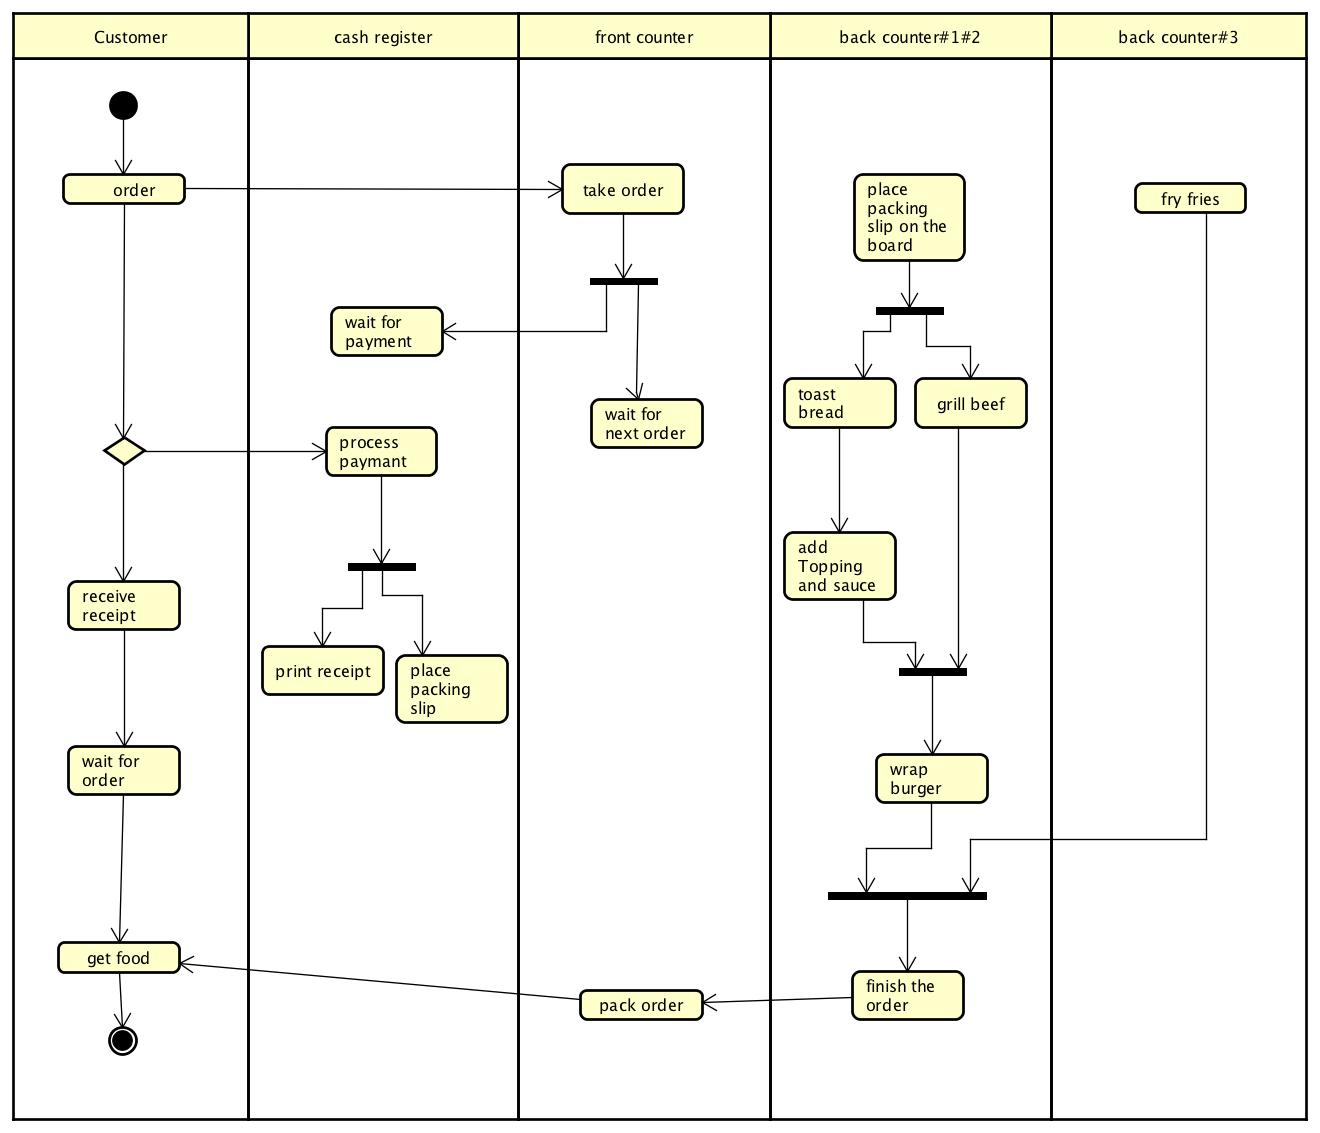 Customer
cash register
front counter
back counter#1#2
back counter#3
order
take order
place
packing
slip on the
board
fry fries
wait for
payment
toast
bread
grill beef
wait for
next order
process
paymant
add
Topping
and sauce
receive
receipt
print receipt
place
packing
slip
wait for
order
wrap
burger
get food
pack order
finish the
order